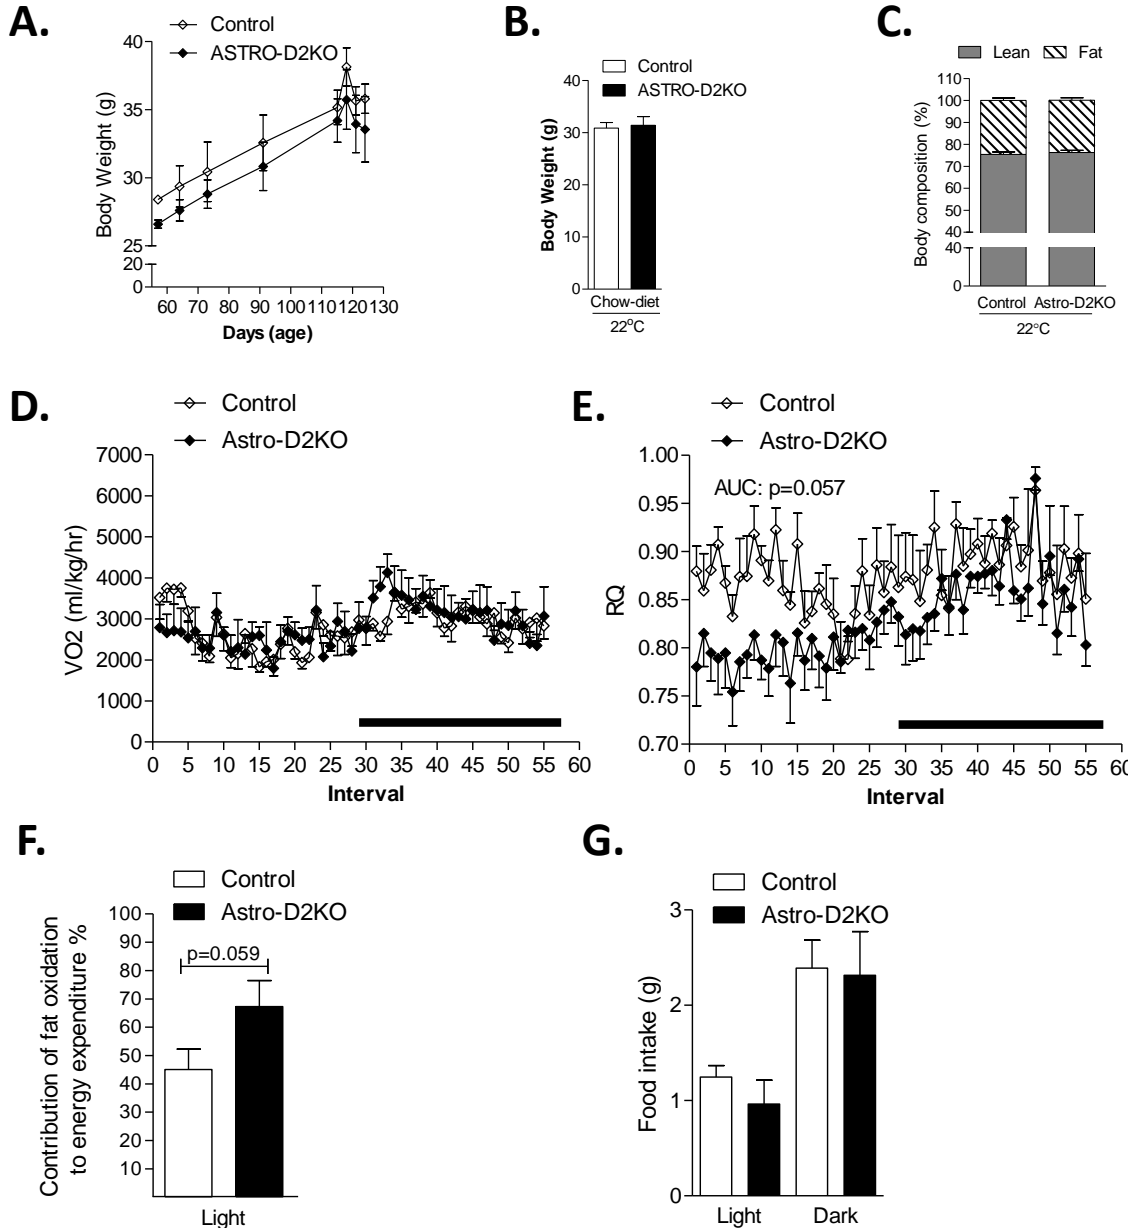 A.
Control
ASTRO-D2KO
40
35
30
25
20
0
Body Weight (g)
60 70 80 90 100 110 120 130
Days (age)
B.
Control
ASTRO-D2KO
40
30
20
10
0
Body Weight (g)
Chow-diet
22°C
C.
Lean Fat
110
100
90
80
70
60
50
40
40
0
Body composition (%)
Control Astro-D2KO
22°C
D.
Control
Astro-D2KO
7000
6000
5000
4000
3000
2000
1000
0
VO2 (ml/kg/hr)
0 5 10 15 20 25 30 35 40 45 50 55 60
Interval
E.
Control
Astro-D2KO
AUC: p=0.057
1.00
0.95
0.90
0.85
0.80
0.75
0.70
RQ
0 5 10 15 20 25 30 35 40 45 50 55 60
Interval
F.
Control
Astro-D2KO
p=0.059
100
90
80
70
60
50
40
30
20
10
Contribution of fat oxidation
to energy expenditure %
Light
G.
Control
Astro-D2KO
3
2
1
0
Food intake (g)
Light Dark